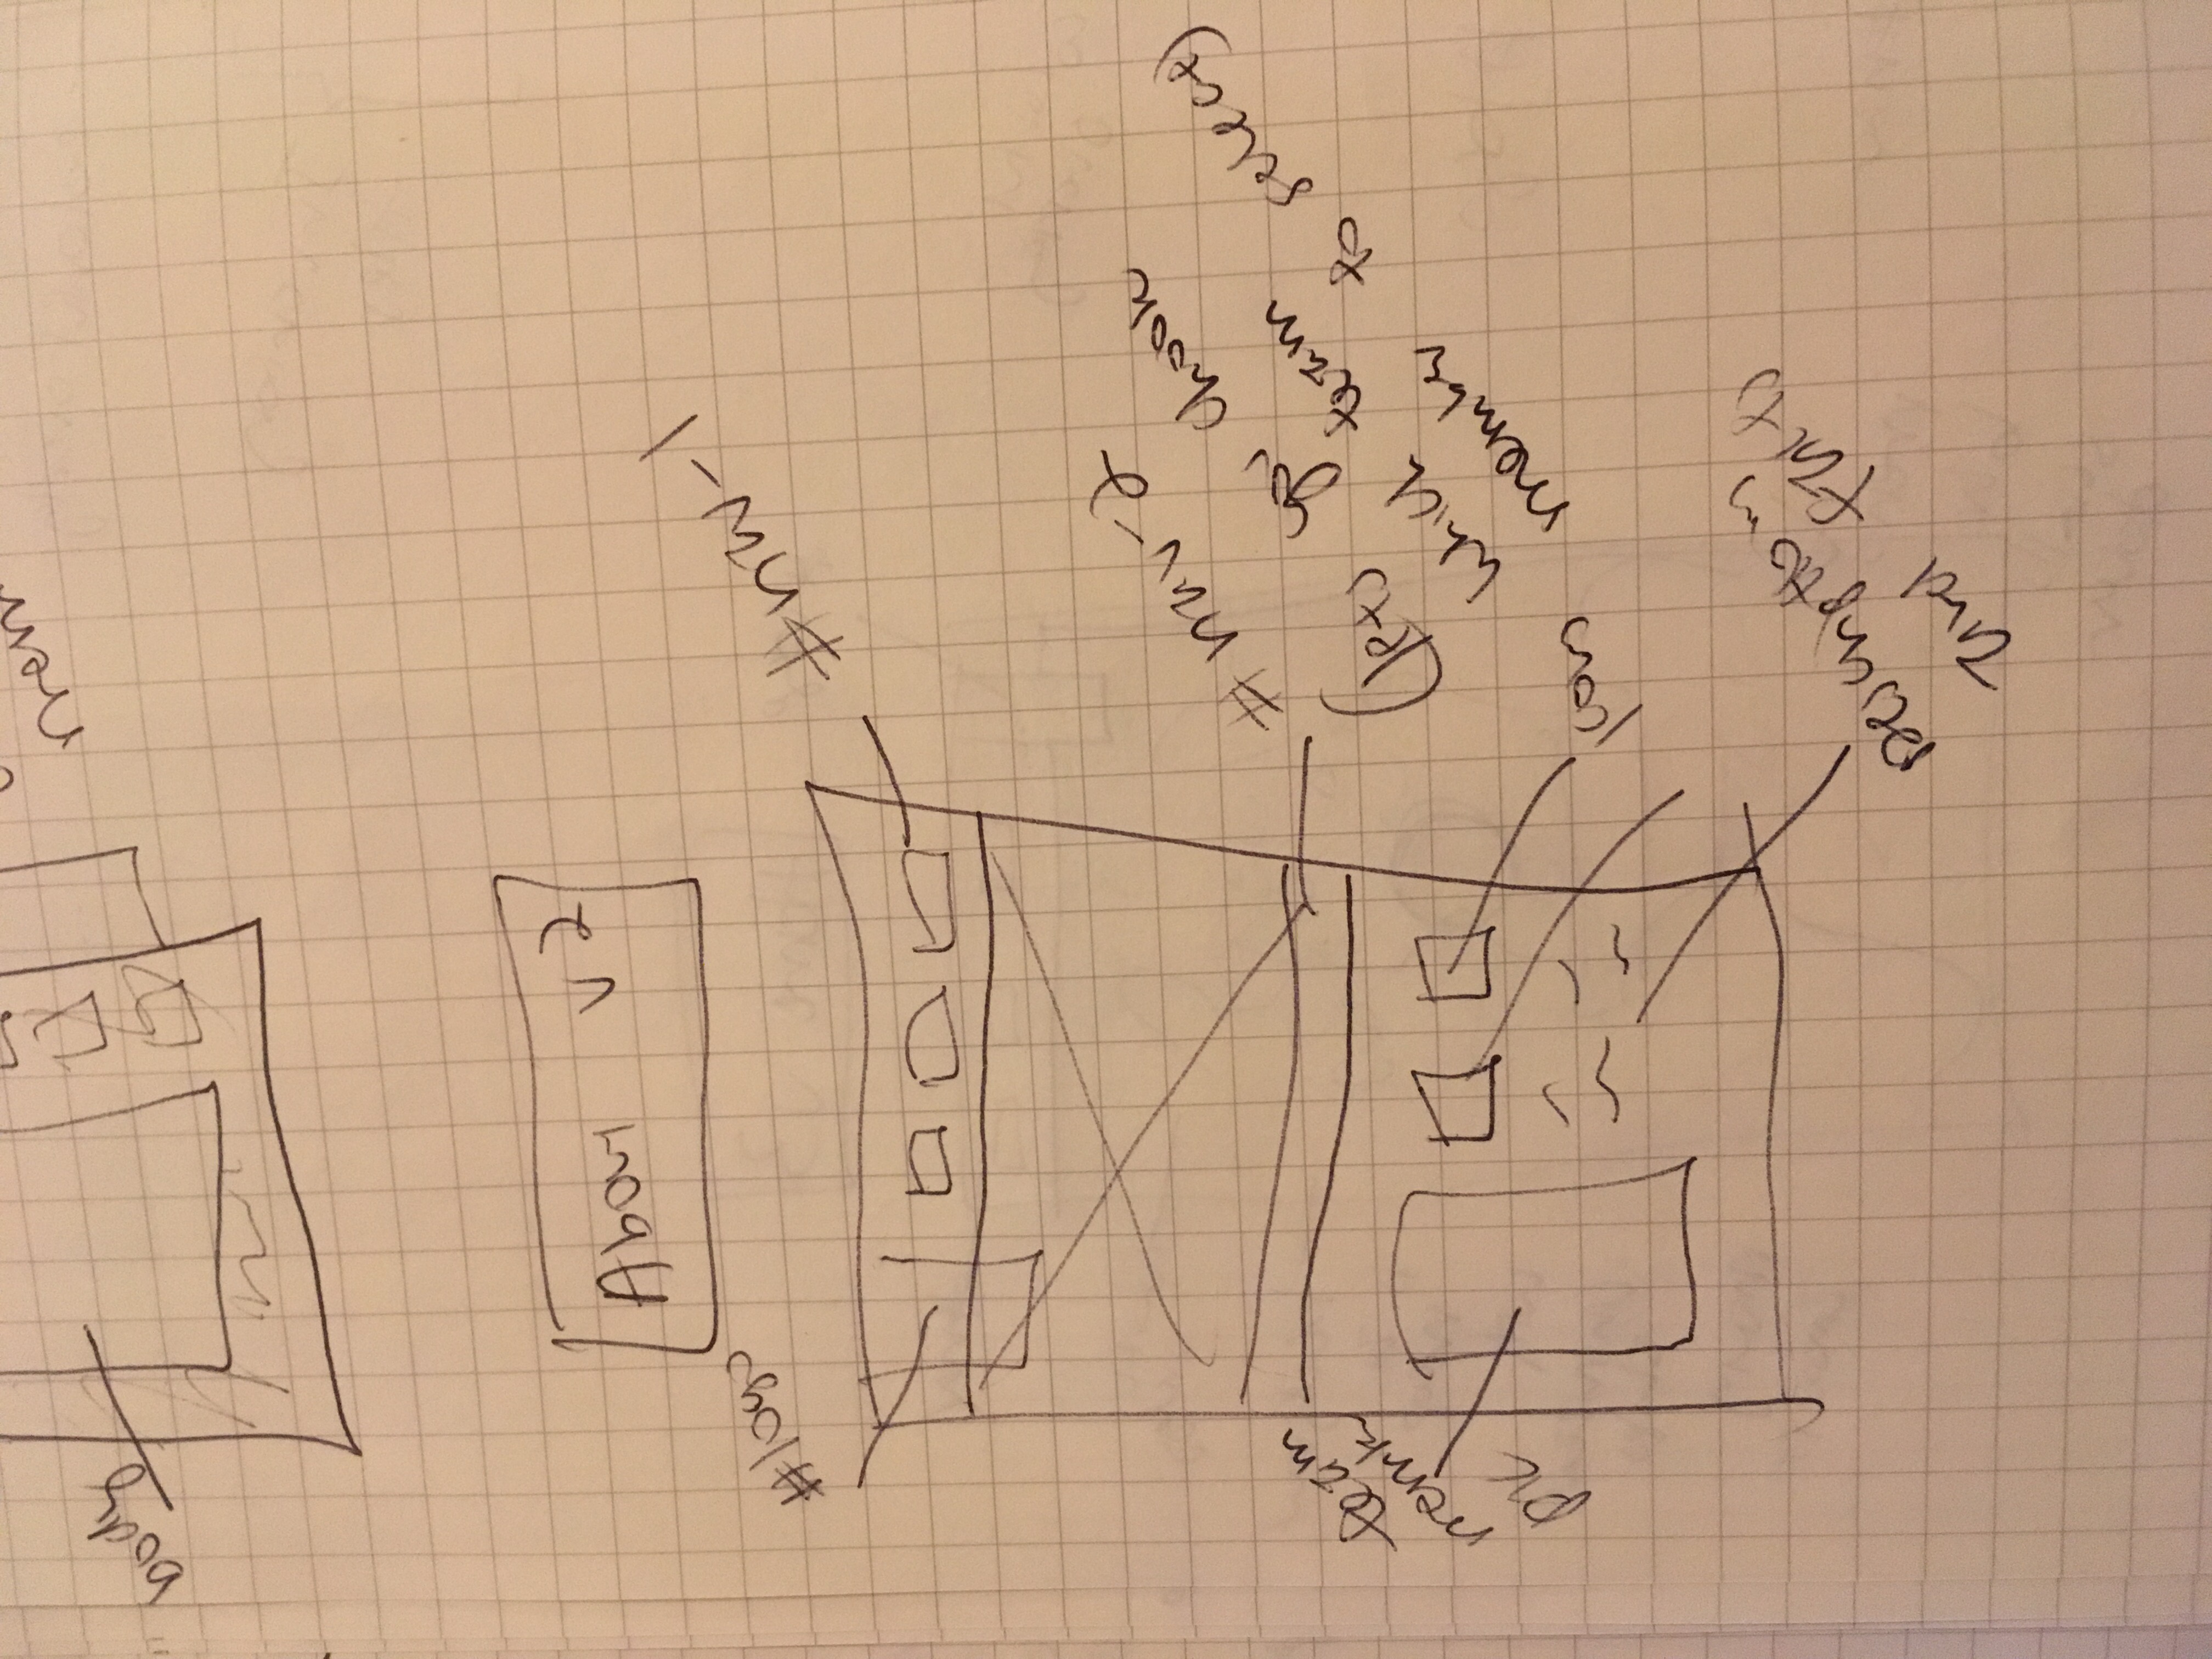 body
mem
About v2
#logo
#nav-1
#nav-2
(lets you choose
which team
member to select)
team
member
pic
icons
descriptions
and facts